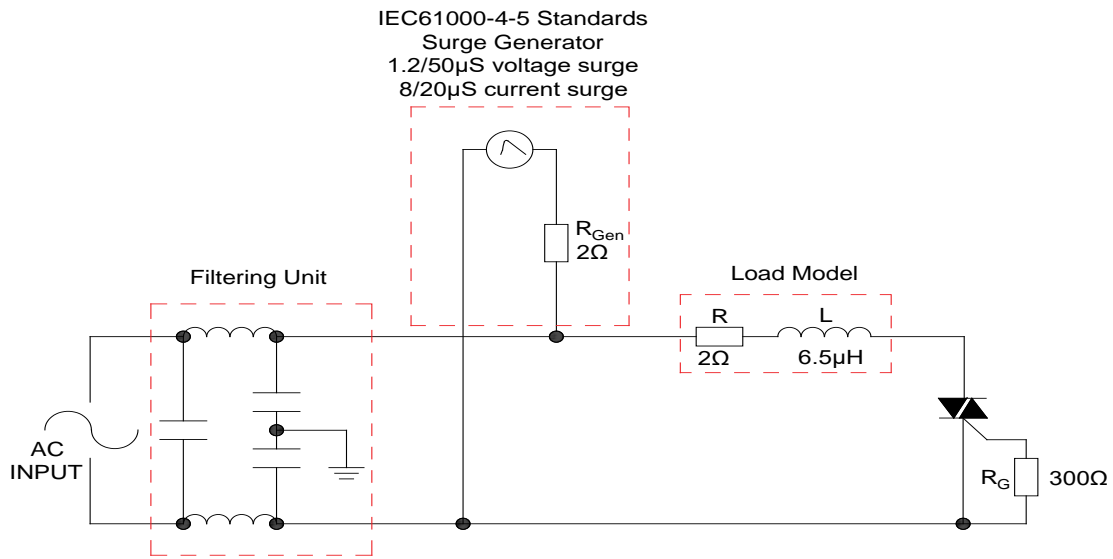 IEC61000-4-5 Standards
Surge Generator
1.2/50µS voltage surge
8/20µS current surge
RGen
2Ω
Filtering Unit
Load Model
R
L
2Ω
6.5µH
AC
INPUT
RG
300Ω